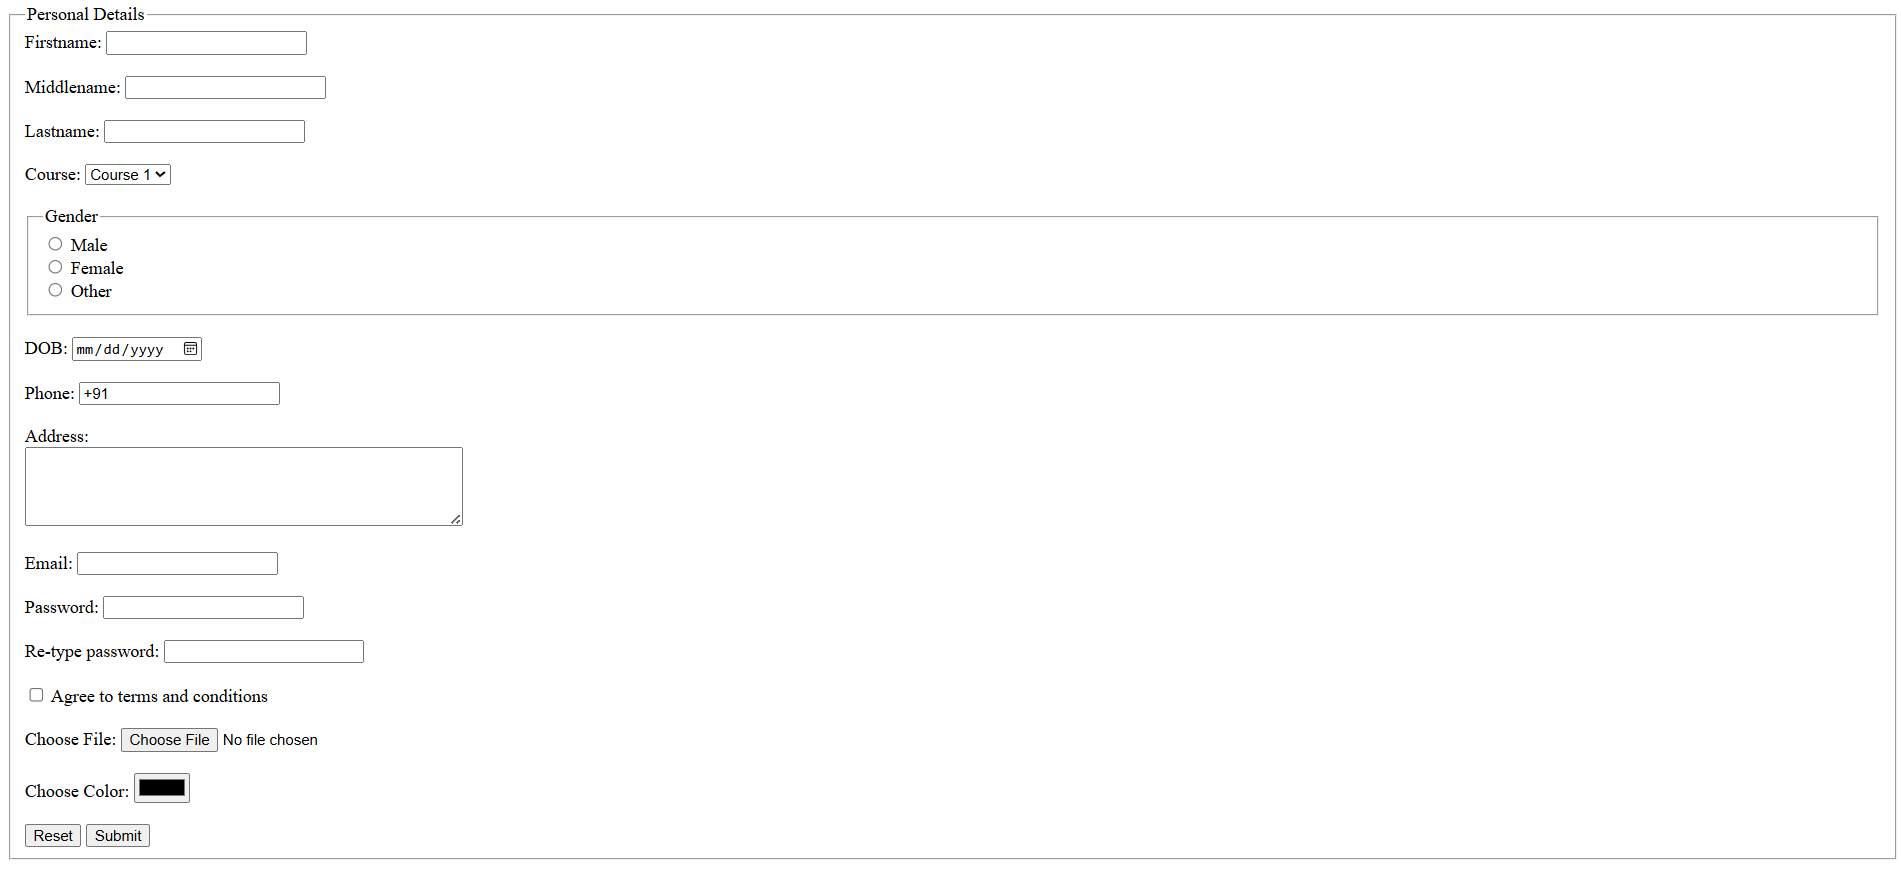 Personal Details
Firstname:
Middlename:
Lastname:
Course: Course 1
Gender
Male
Female
Other
DOB: mm/dd/yyyy
Phone: +91
Address:
Email:
Password:
Re-type password:
Agree to terms and conditions
Choose File: Choose File No file chosen
Choose Color:
Reset Submit